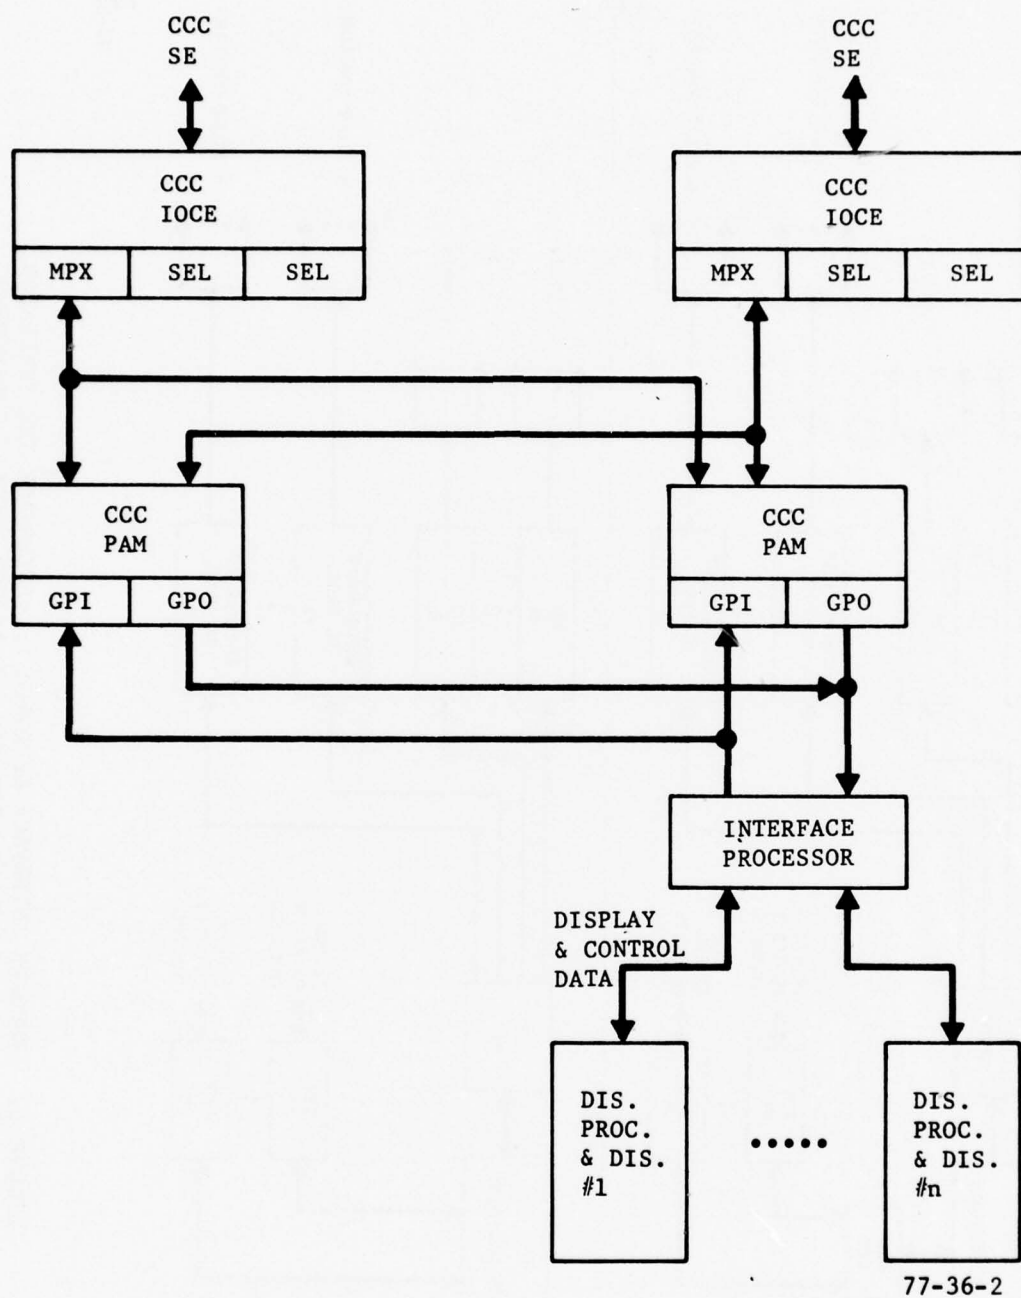 CCC
SE
CCC
SE
CCC
IOCE
MPX
SEL
SEL
CCC
IOCE
MPX
SEL
SEL
CCC
PAM
GPI
GPO
CCC
PAM
GPI
GPO
INTERFACE
PROCESSOR
DISPLAY
& CONTROL
DATA
DIS.
PROC.
& DIS.
#1
.....
DIS.
PROC.
& DIS.
#n
77-36-2